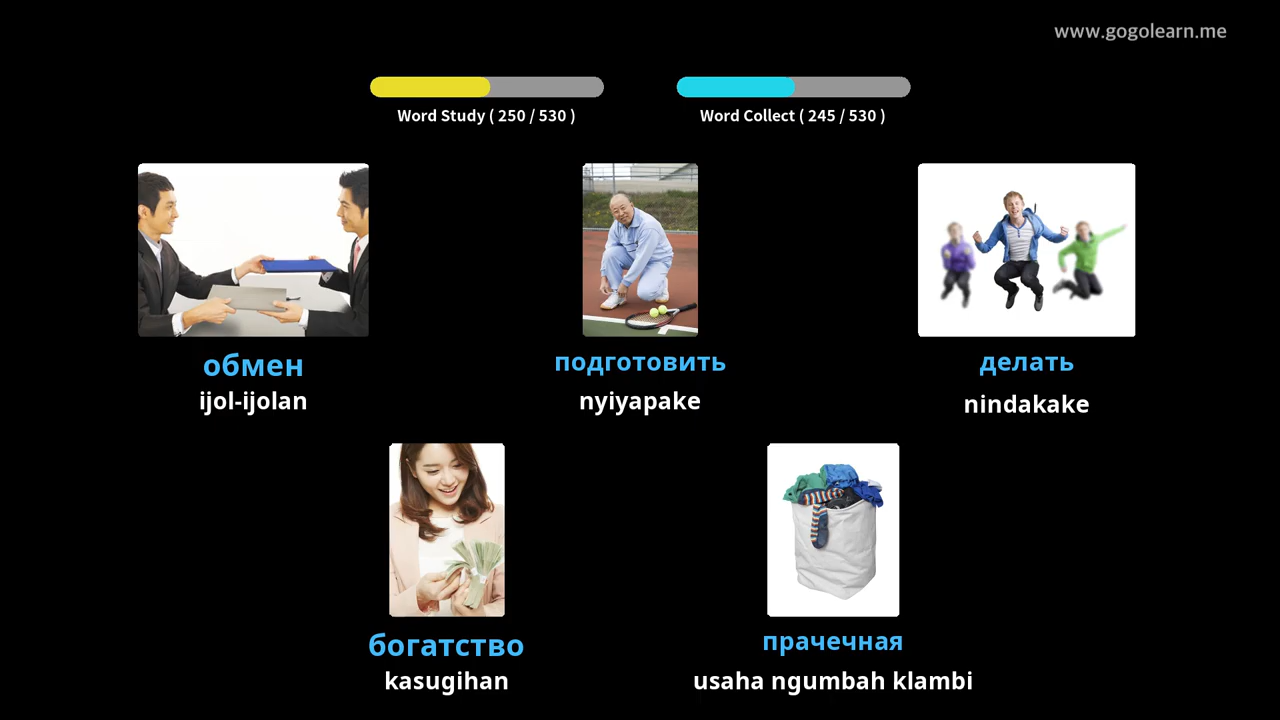 www.gogolearn.me
Word Study ( 250 / 530 )
Word Collect ( 245 / 530 )
обмен
ijol-ijolan
подготовить
nyiyapake
делать
nindakake
богатство
kasugihan
прачечная
usaha ngumbah klambi